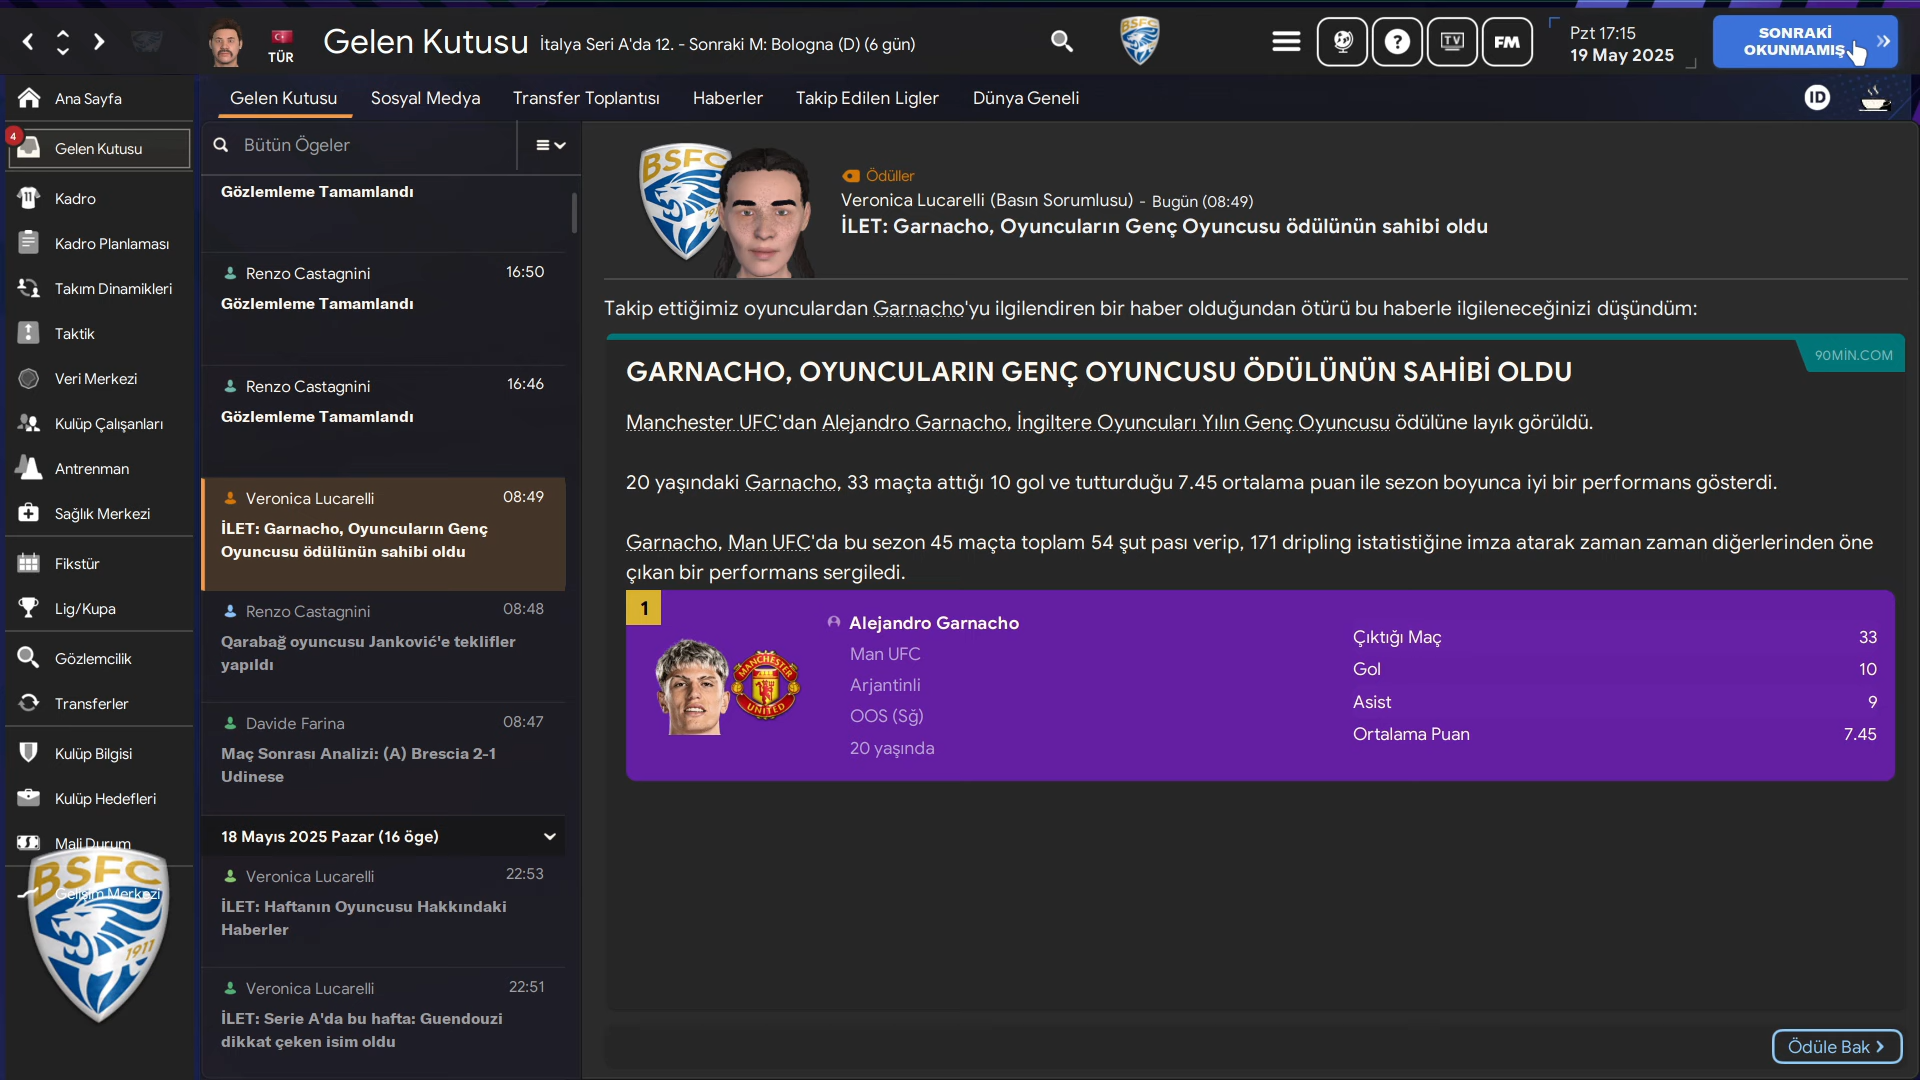 TÜR
Gelen Kutusu
İtalya Seri A'da 12. - Sonraki M: Bologna (D) (6 gün)
BSFC
?
TV
FM
Pzt 17:15
19 May 2025
SONRAKİ
OKUNMAMIŞ
Gelen Kutusu
Sosyal Medya
Transfer Toplantısı
Haberler
Takip Edilen Ligler
Dünya Geneli
ID
Ana Sayfa
4
Gelen Kutusu
11
Kadro
Kadro Planlaması
Takım Dinamikleri
Taktik
Veri Merkezi
Kulüp Çalışanları
Antrenman
Sağlık Merkezi
Fikstür
Lig/Kupa
Gözlemcilik
Transferler
Kulüp Bilgisi
Kulüp Hedefleri
Mali Durum
Gelişim Merkezi
BSFC
1911
Bütün Ögeler
Gözlemleme Tamamlandı
Renzo Castagnini 16:50
Gözlemleme Tamamlandı
Renzo Castagnini 16:46
Gözlemleme Tamamlandı
Veronica Lucarelli 08:49
İLET: Garnacho, Oyuncuların Genç
Oyuncusu ödülünün sahibi oldu
Renzo Castagnini 08:48
Qarabağ oyuncusu Janković'e teklifler
yapıldı
Davide Farina 08:47
Maç Sonrası Analizi: (A) Brescia 2-1
Udinese
18 Mayıs 2025 Pazar (16 öge)
Veronica Lucarelli 22:53
İLET: Haftanın Oyuncusu Hakkındaki
Haberler
Veronica Lucarelli 22:51
İLET: Serie A'da bu hafta: Guendouzi
dikkat çeken isim oldu
BSFC
Ödüller
Veronica Lucarelli (Basın Sorumlusu) - Bugün (08:49)
İLET: Garnacho, Oyuncuların Genç Oyuncusu ödülünün sahibi oldu
Takip ettiğimiz oyunculardan Garnacho'yu ilgilendiren bir haber olduğundan ötürü bu haberle ilgileneceğinizi düşündüm:
90MİN.COM
GARNACHO, OYUNCULARIN GENÇ OYUNCUSU ÖDÜLÜNÜN SAHİBİ OLDU
Manchester UFC'dan Alejandro Garnacho, İngiltere Oyuncuları Yılın Genç Oyuncusu ödülüne layık görüldü.
20 yaşındaki Garnacho, 33 maçta attığı 10 gol ve tutturduğu 7.45 ortalama puan ile sezon boyunca iyi bir performans gösterdi.
Garnacho, Man UFC'da bu sezon 45 maçta toplam 54 şut pası verip, 171 dripling istatistiğine imza atarak zaman zaman diğerlerinden öne
çıkan bir performans sergiledi.
1
MANCHESTER
UNITED
Alejandro Garnacho
Man UFC
Arjantinli
OOS (Sğ)
20 yaşında
Çıktığı Maç 33
Gol 10
Asist 9
Ortalama Puan 7.45
Ödüle Bak